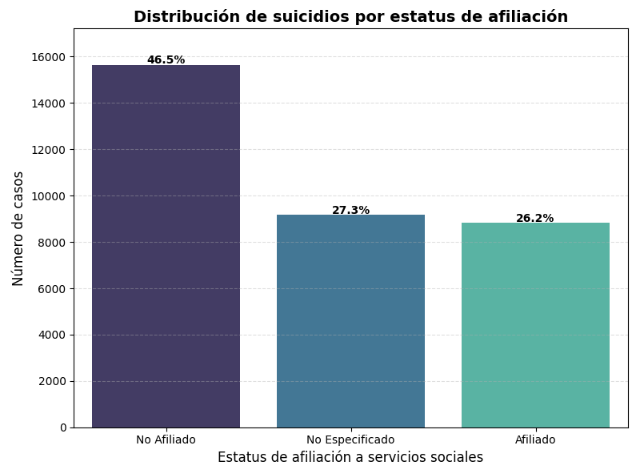 Distribución de suicidios por estatus de afiliación
Número de casos
16000
14000
12000
10000
8000
6000
4000
2000
0
46.5%
27.3%
26.2%
No Afiliado
No Especificado
Afiliado
Estatus de afiliación a servicios sociales